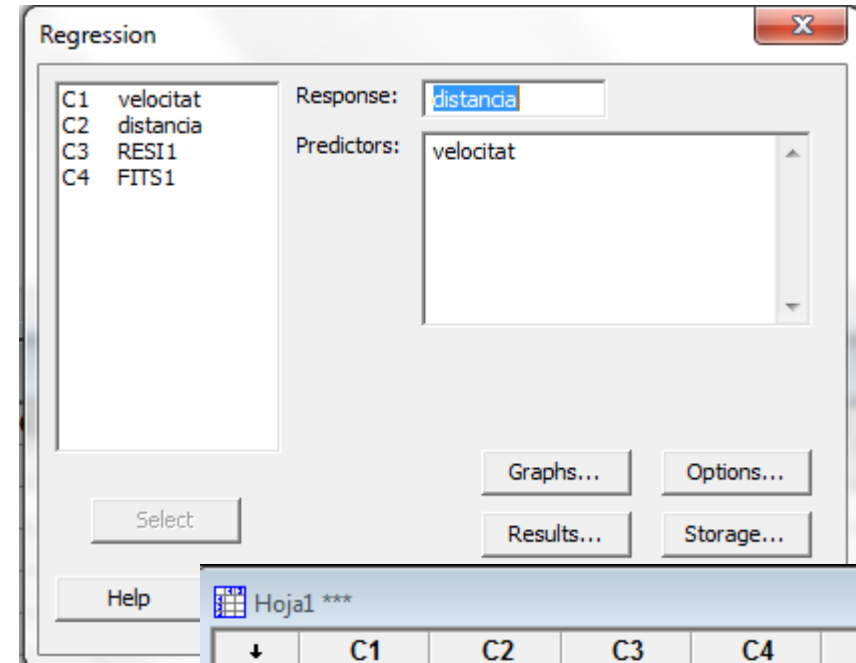 Regression
C1 velocitat
C2 distancia
C3 RESI1
C4 FITS1
Response: distancia
Predictors: velocitat
Graphs... Options...
Select
Results... Storage...
Help
Hoja1 ***
C1 C2 C3 C4